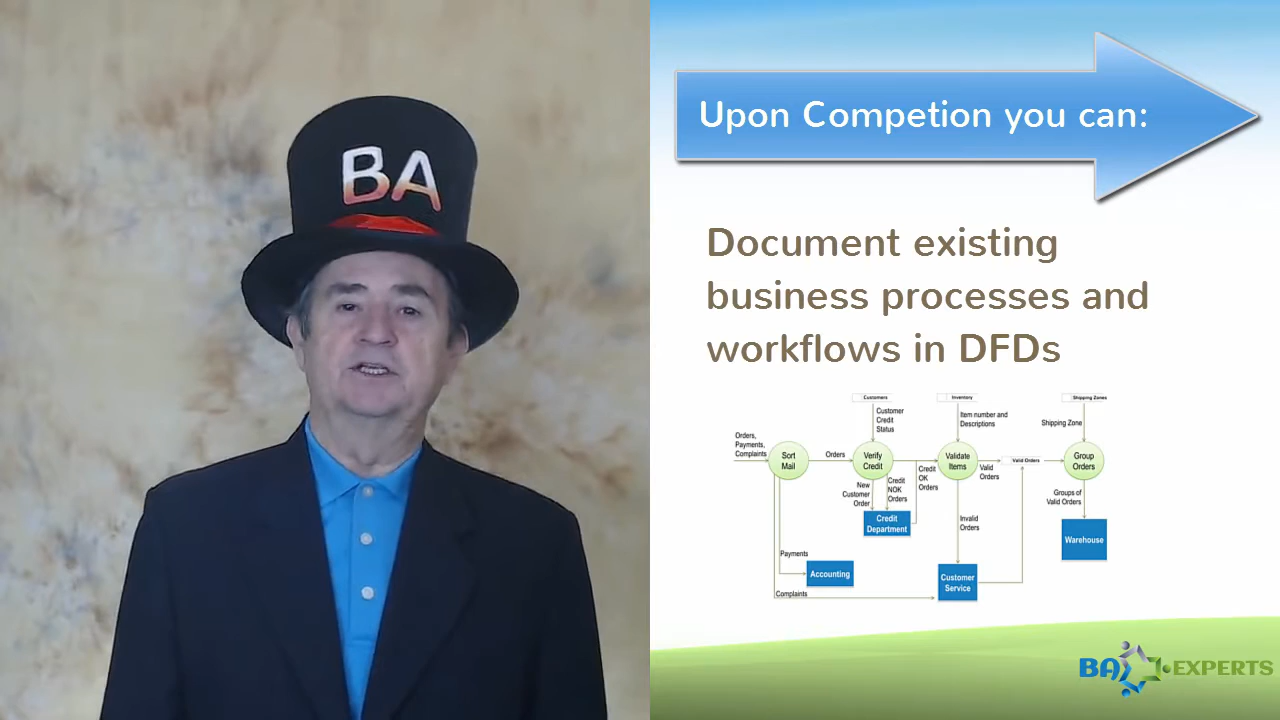 BA
Upon Competion you can:
Document existing
business processes and
workflows in DFDs
Customers
Inventory
Shipping Zones
Customer
Credit
Status
Item number and
Descriptions
Shipping Zone
Orders,
Payments,
Complaints
Sort
Mail
Orders
Verify
Credit
Validate
Items
Valid Orders
Group
Orders
New
Customer
Order
Credit
NOK
Orders
Credit
OK
Orders
Valid
Orders
Groups of
Valid Orders
Credit
Department
Invalid
Orders
Warehouse
Payments
Accounting
Customer
Service
Complaints
BA EXPERTS